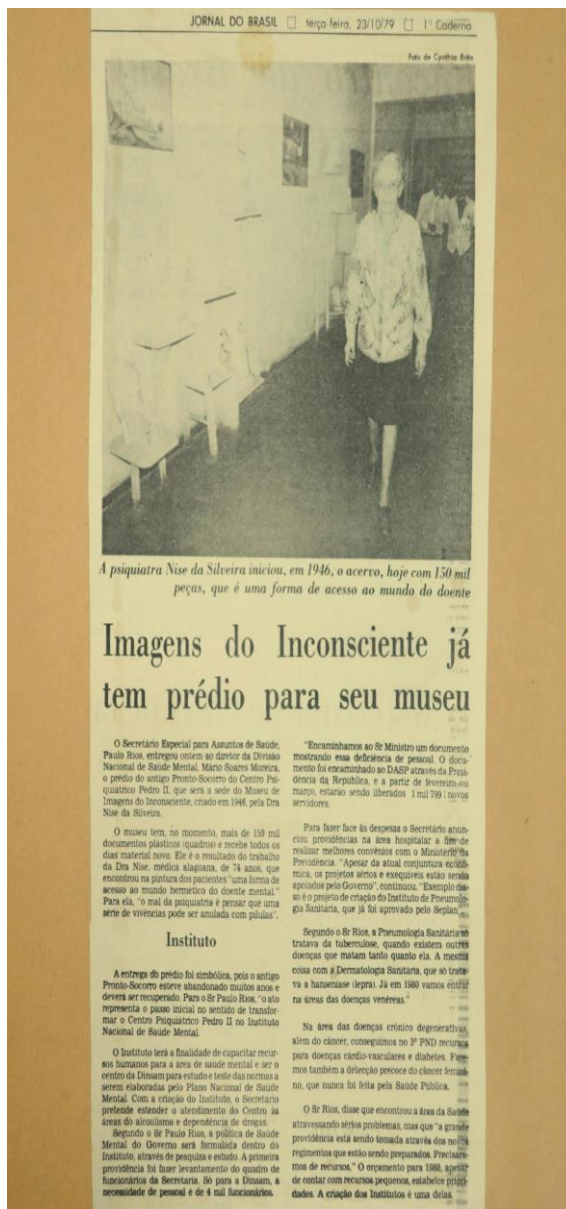 JORNAL DO BRASIL □ terça-feira, 23/10/79 □ 1º Caderno
Foto de Cynthia Brito
A psiquiatra Nise da Silveira iniciou, em 1946, o acervo, hoje com 150 mil
peças, que é uma forma de acesso ao mundo do doente
Imagens do Inconsciente já
tem prédio para seu museu
O Secretário Especial para Assuntos de Saúde,
Paulo Rios, entregou ontem ao diretor da Divisão
Nacional de Saúde Mental, Mário Soares Moreira,
o prédio do antigo Pronto-Socorro do Centro Psi-
quiátrico Pedro II, que será a sede do Museu de
Imagens do Inconsciente, criado em 1946, pela Dra
Nise da Silveira.
O museu tem, no momento, mais de 150 mil
documentos plásticos (quadros) e recebe todos os
dias material novo. Ele é o resultado do trabalho
da Dra Nise, médica alagoana, de 74 anos, que
encontrou na pintura dos pacientes "uma forma de
acesso ao mundo hermético do doente mental."
Para ela, "o mal da psiquiatria é pensar que uma
série de vivências pode ser anulada com pílulas".
Instituto
A entrega do prédio foi simbólica, pois o antigo
Pronto-Socorro esteve abandonado muitos anos e
deverá ser recuperado. Para o Sr Paulo Rios, "o ato
representa o passo inicial no sentido de transfor-
mar o Centro Psiquiátrico Pedro II no Instituto
Nacional de Saúde Mental.
O Instituto terá a finalidade de capacitar recur-
sos humanos para a área de saúde mental e ser o
centro da Dinsam para estudo e teste das normas a
serem elaboradas pelo Plano Nacional de Saúde
Mental. Com a criação do Instituto, o Secretário
pretende estender o atendimento do Centro às
áreas do alcoolismo e dependência de drogas.
Segundo o Sr Paulo Rios, a política de Saúde
Mental do Governo será formulada dentro do
Instituto, através de pesquisa e estudo. A primeira
providência foi fazer levantamento do quadro de
funcionários da Secretaria. Só para a Dinsam, a
necessidade de pessoal é de 4 mil funcionários.
"Encaminhamos ao Sr Ministro um documento
mostrando essa deficiência de pessoal. O docu-
mento foi encaminhado ao DASP através da Presi-
dência da República, e a partir de fevereiro ou
março, estarão sendo liberados 1 mil 799 novos
servidores.
Para fazer face às despesas o Secretário anun-
ciou providências na área hospitalar a fim de
realizar melhores convênios com o Ministério da
Previdência. "Apesar da atual conjuntura econô-
mica, os projetos sérios e exequíveis estão sendo
apoiados pelo Governo", continuou. "Exemplo dis-
so é o projeto de criação do Instituto de Pneumolo-
gia Sanitária, que já foi aprovado pelo Seplan."
Segundo o Sr Rios, a Pneumologia Sanitária só
tratava da tuberculose, quando existem outras
doenças que matam tanto quanto ela. A mesma
coisa com a Dermatologia Sanitária, que só trata-
va a hanseníase (lepra). Já em 1980 vamos entrar
na áreas das doenças venéreas."
Na área das doenças crônico degenerativas,
além do câncer, conseguimos no 3º PND recursos
para doenças cárdio-vasculares e diabetes. Fare-
mos também a detecção precoce do câncer femini-
no, que nunca foi feita pela Saúde Pública.
O Sr Rios, disse que encontrou a área da Saúde
atravessando sérios problemas, mas que "a grande
providência está sendo tomada através dos novos
regimentos que estão sendo preparados. Precisare-
mos de recursos." O orçamento para 1980, apesar
de contar com recursos pequenos, estabelce priori-
dades. A criação dos Institutos é uma delas.